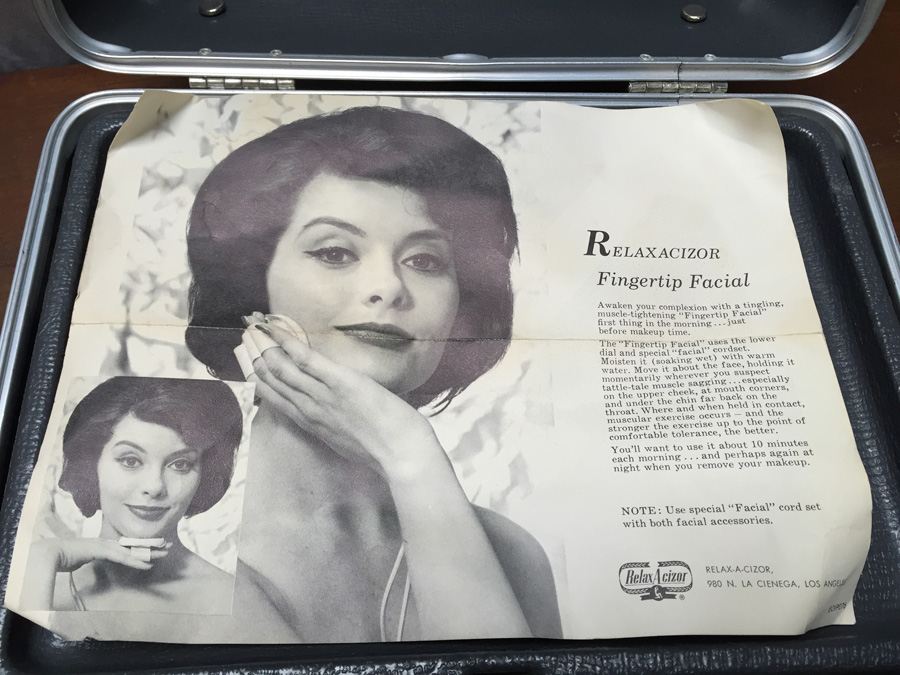 RELAXACIZOR
Fingertip Facial
Awaken your complexion with a tingling,
muscle-tightening "Fingertip Facial"
first thing in the morning...just
before makeup time.
The "Fingertip Facial" uses the lower
dial and special "facial" cordset.
Moisten it (soaking wet) with warm
water. Move it about the face, holding it
momentarily wherever you suspect
tattle-tale muscle sagging...especially
on the upper cheek, at mouth corners,
and under the chin far back on the
throat. Where and when held in contact,
muscular exercise occurs — and the
stronger the exercise up to the point of
comfortable tolerance, the better.
You'll want to use it about 10 minutes
each morning...and perhaps again at
night when you remove your makeup.
NOTE: Use special "Facial" cord set
with both facial accessories.
RelaxAcizor ®
RELAX-A-CIZOR,
980 N. LA CIENEGA, LOS